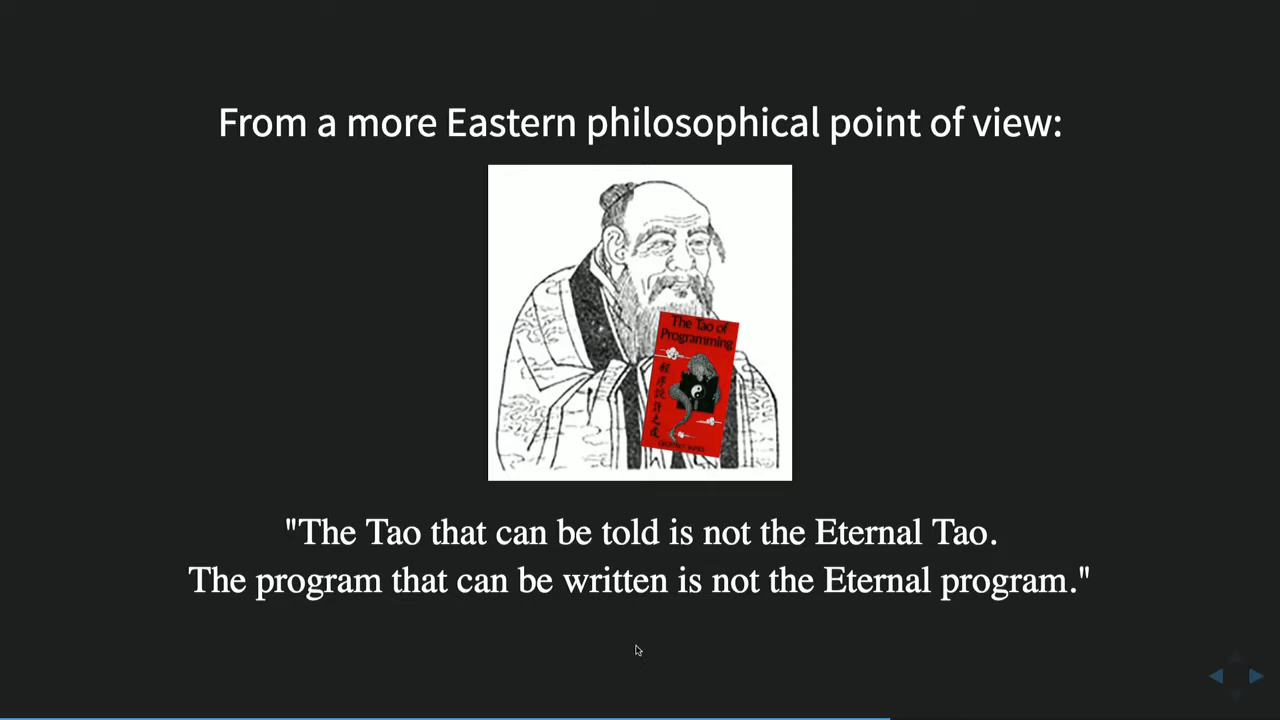 From a more Eastern philosophical point of view:
The Tao of
Programming
"The Tao that can be told is not the Eternal Tao.
The program that can be written is not the Eternal program."